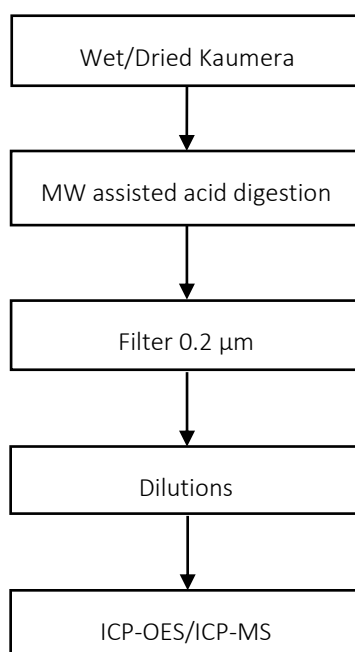 Wet/Dried Kaumera
MW assisted acid digestion
Filter 0.2 µm
Dilutions
ICP-OES/ICP-MS